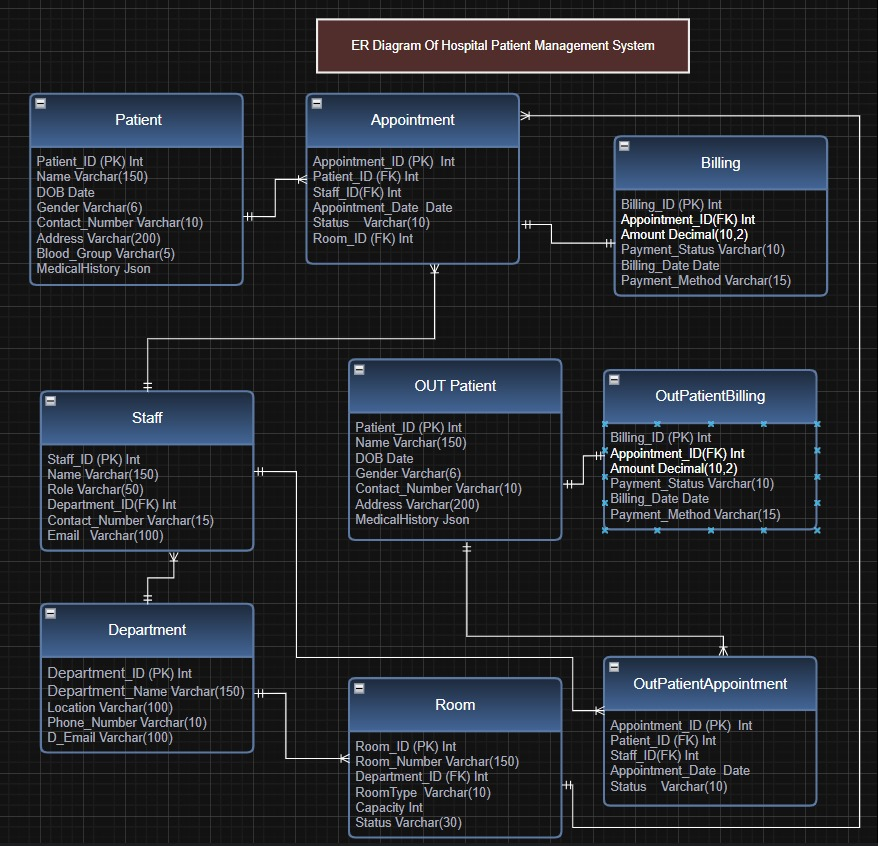 ER Diagram Of Hospital Patient Management System
Patient
Patient_ID (PK) Int
Name Varchar(150)
DOB Date
Gender Varchar(6)
Contact_Number Varchar(10)
Address Varchar(200)
Blood_Group Varchar(5)
MedicalHistory Json
Appointment
Appointment_ID (PK) Int
Patient_ID (FK) Int
Staff_ID(FK) Int
Appointment_Date Date
Status Varchar(10)
Room_ID (FK) Int
Billing
Billing_ID (PK) Int
Appointment_ID(FK) Int
Amount Decimal(10,2)
Payment_Status Varchar(10)
Billing_Date Date
Payment_Method Varchar(15)
Staff
Staff_ID (PK) Int
Name Varchar(150)
Role Varchar(50)
Department_ID(FK) Int
Contact_Number Varchar(15)
Email Varchar(100)
OUT Patient
Patient_ID (PK) Int
Name Varchar(150)
DOB Date
Gender Varchar(6)
Contact_Number Varchar(10)
Address Varchar(200)
MedicalHistory Json
OutPatientBilling
Billing_ID (PK) Int
Appointment_ID(FK) Int
Amount Decimal(10,2)
Payment_Status Varchar(10)
Billing_Date Date
Payment_Method Varchar(15)
Department
Department_ID (PK) Int
Department_Name Varchar(150)
Location Varchar(100)
Phone_Number Varchar(10)
D_Email Varchar(100)
Room
Room_ID (PK) Int
Room_Number Varchar(150)
Department_ID (FK) Int
RoomType Varchar(10)
Capacity Int
Status Varchar(30)
OutPatientAppointment
Appointment_ID (PK) Int
Patient_ID (FK) Int
Staff_ID(FK) Int
Appointment_Date Date
Status Varchar(10)